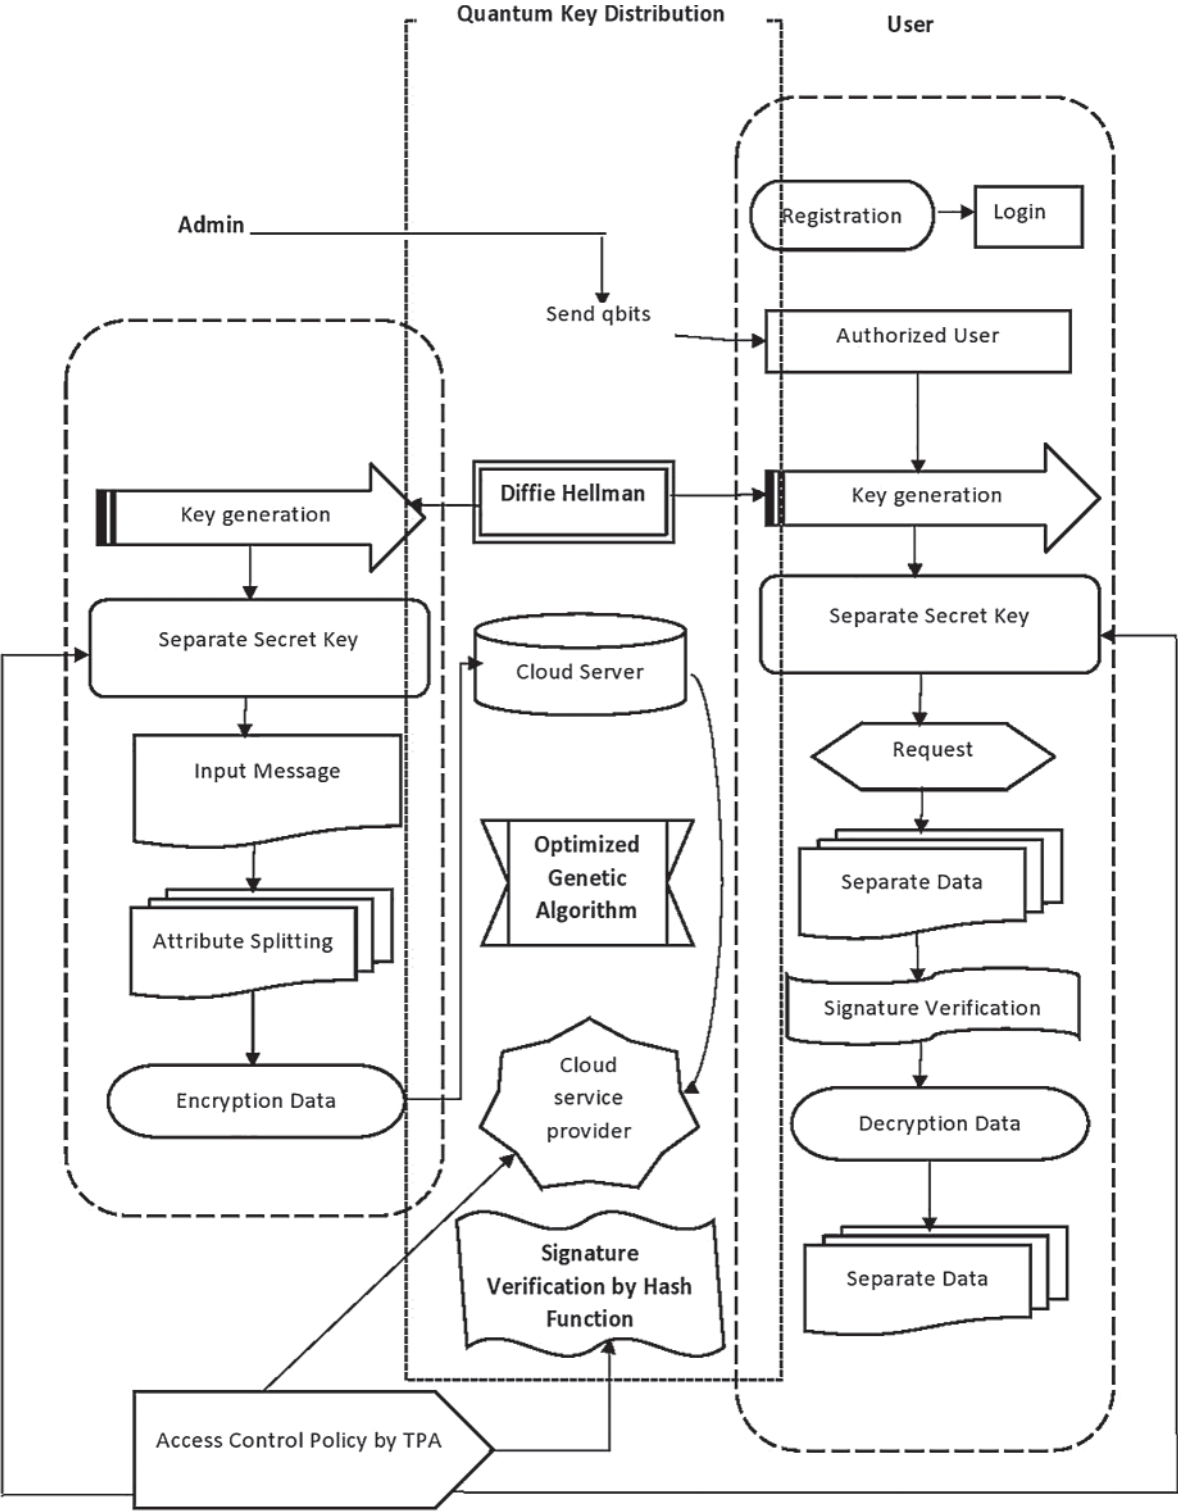 Quantum Key Distribution
User
Admin
Registration
Login
Send qbits
Authorized User
Key generation
Diffie Hellman
Key generation
Separate Secret Key
Cloud Server
Separate Secret Key
Input Message
Request
Optimized
Genetic
Algorithm
Separate Data
Attribute Splitting
Signature Verification
Encryption Data
Cloud
service
provider
Decryption Data
Signature
Verification by Hash
Function
Separate Data
Access Control Policy by TPA